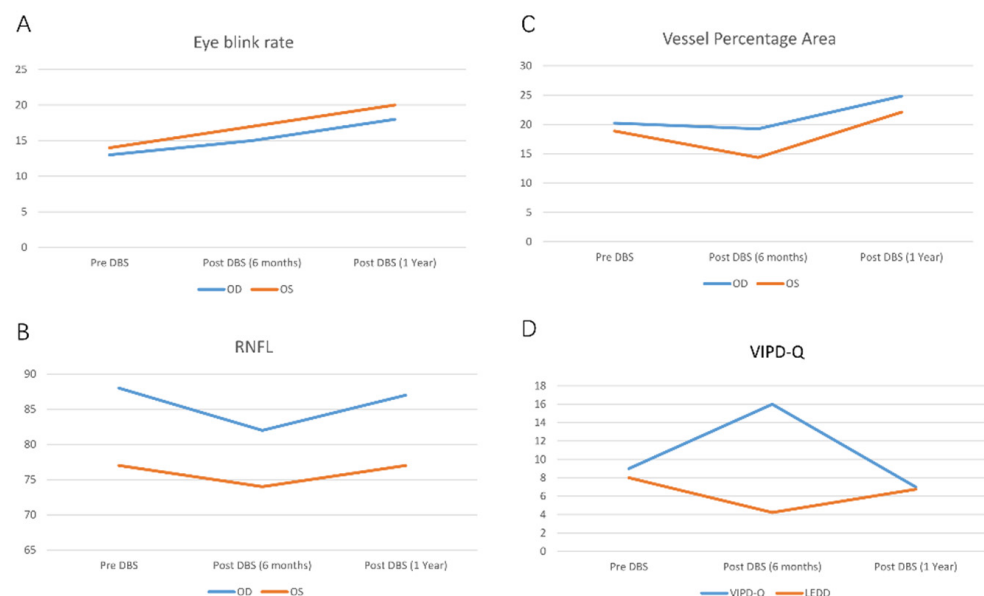 A
Eye blink rate
25
20
15
10
5
0
Pre DBS
Post DBS (6 months)
Post DBS (1 Year)
OD
OS
C
Vessel Percentage Area
30
25
20
15
10
5
0
Pre DBS
Post DBS (6 months)
Post DBS (1 Year)
OD
OS
B
RNFL
90
85
80
75
70
65
Pre DBS
Post DBS (6 months)
Post DBS (1 Year)
OD
OS
D
VIPD-Q
18
16
14
12
10
8
6
4
2
0
Pre DBS
Post DBS (6 months)
Post DBS (1 Year)
VIPD-Q
LEDD